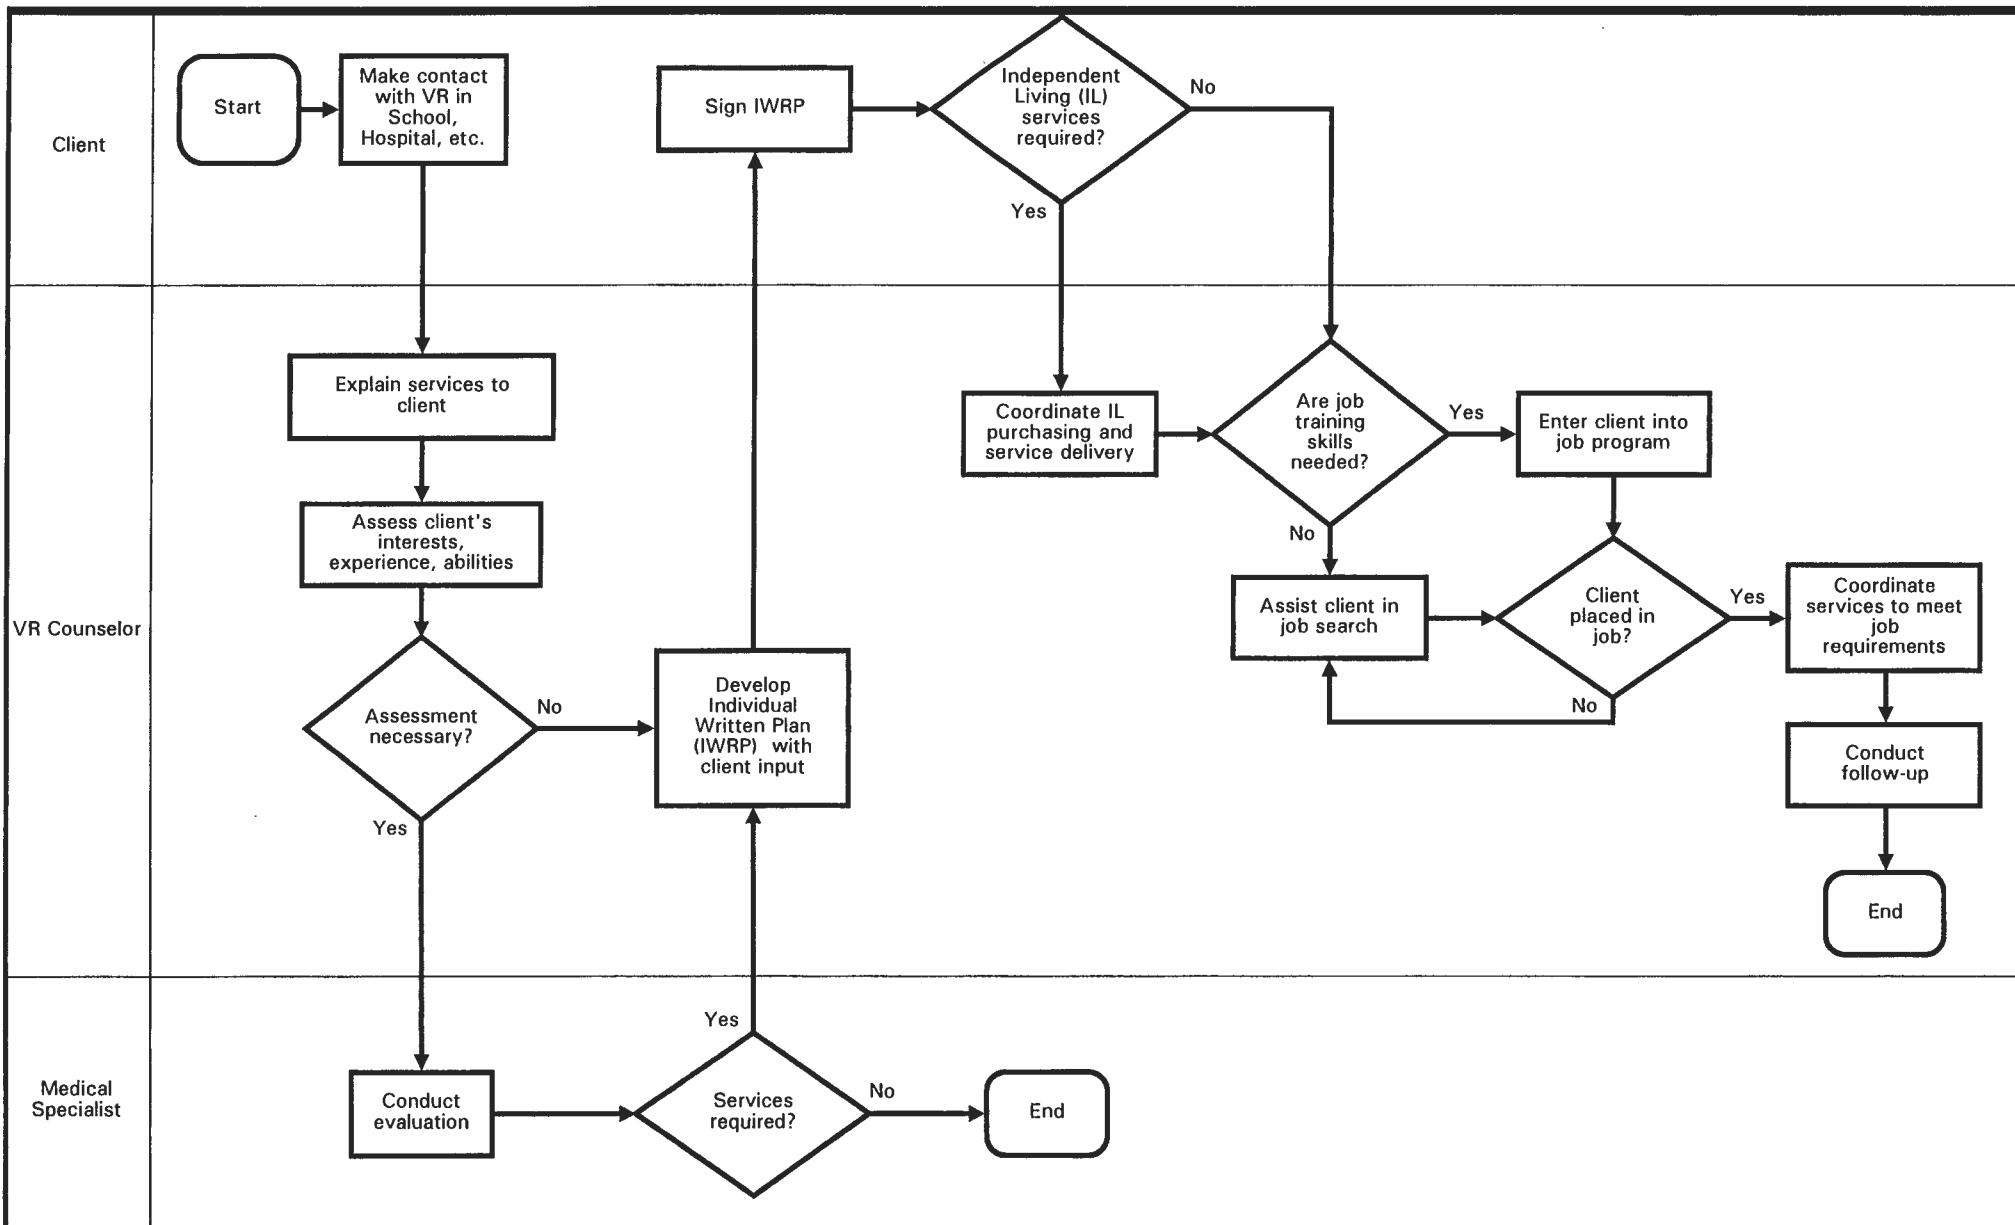 Client
Start
Make contact
with VR in
School,
Hospital, etc.
Sign IWRP
Independent
Living (IL)
services
required?
No
Yes
VR Counselor
Explain services to
client
Assess client's
interests,
experience, abilities
Assessment
necessary?
No
Yes
Develop
Individual
Written Plan
(IWRP) with
client input
Coordinate IL
purchasing and
service delivery
Are job
training
skills
needed?
Yes
No
Enter client into
job program
Assist client in
job search
Client
placed in
job?
Yes
No
Coordinate
services to meet
job
requirements
Conduct
follow-up
End
Medical
Specialist
Conduct
evaluation
Services
required?
Yes
No
End